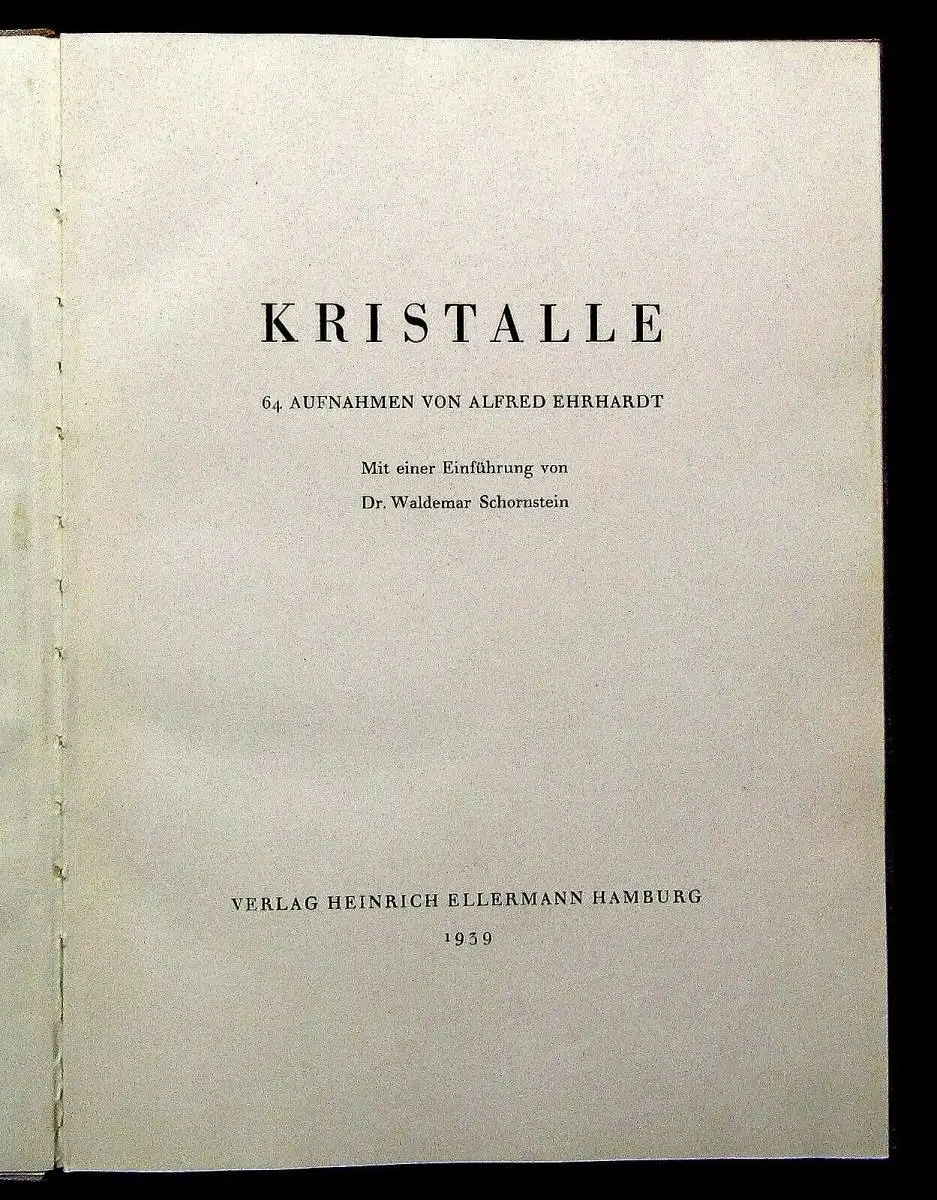 KRISTALLE
64 AUFNAHMEN VON ALFRED EHRHARDT
Mit einer Einführung von
Dr. Waldemar Schornstein
VERLAG HEINRICH ELLERMANN HAMBURG
1939